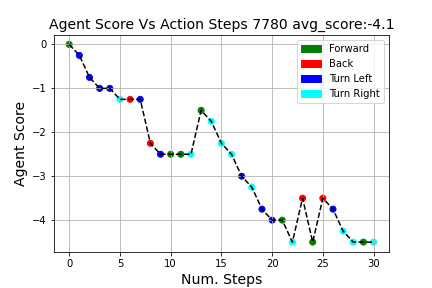 Agent Score Vs Action Steps 7780 avg_score:-4.1
Forward
Back
Turn Left
Turn Right
Agent Score
0
−1
−2
−3
−4
0 5 10 15 20 25 30
Num. Steps